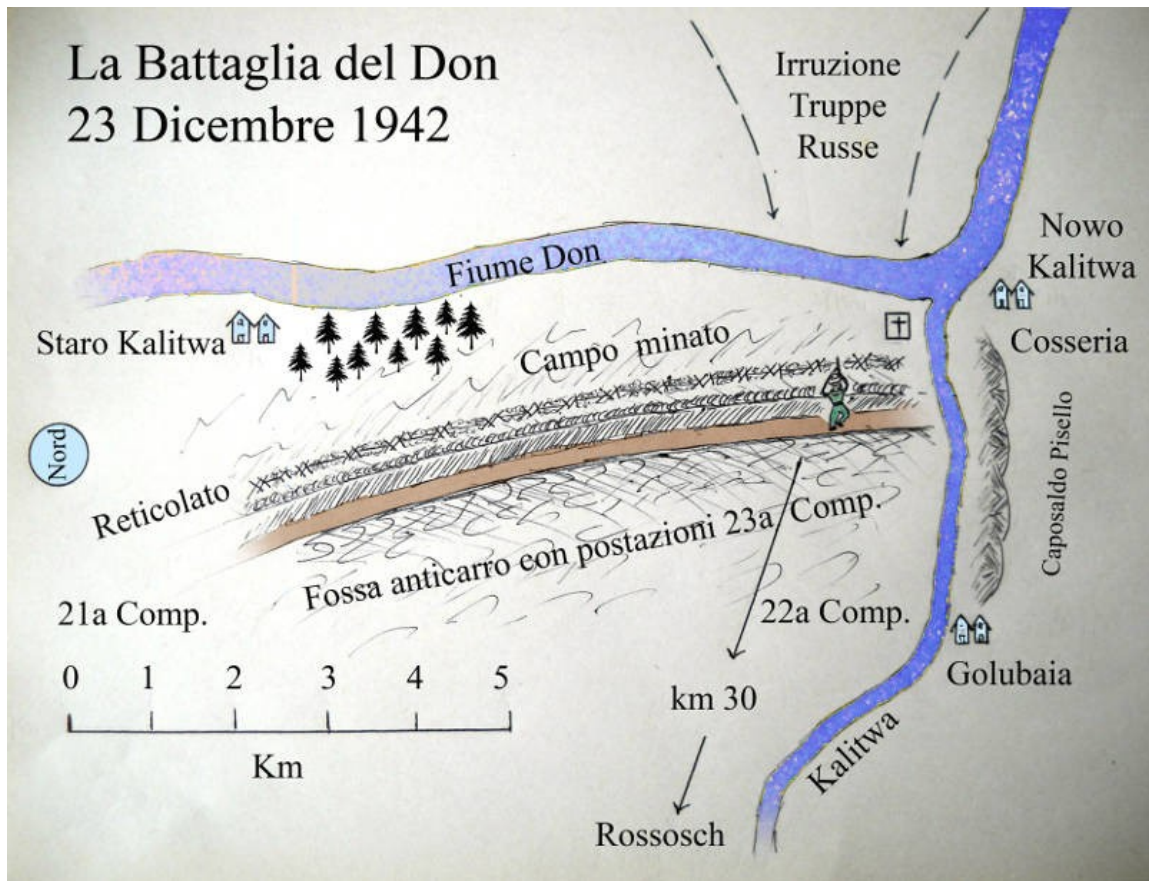 La Battaglia del Don
23 Dicembre 1942
Irruzione
Truppe
Russe
Nowo
Kalitwa
Fiume Don
Staro Kalitwa
Campo minato
Cosseria
Caposaldo Pisello
Nord
Reticolato
Fossa anticarro con postazioni 23a Comp.
21a Comp.
22a Comp.
0 1 2 3 4 5
Km
km 30
Golubaia
Kalitwa
Rossosch